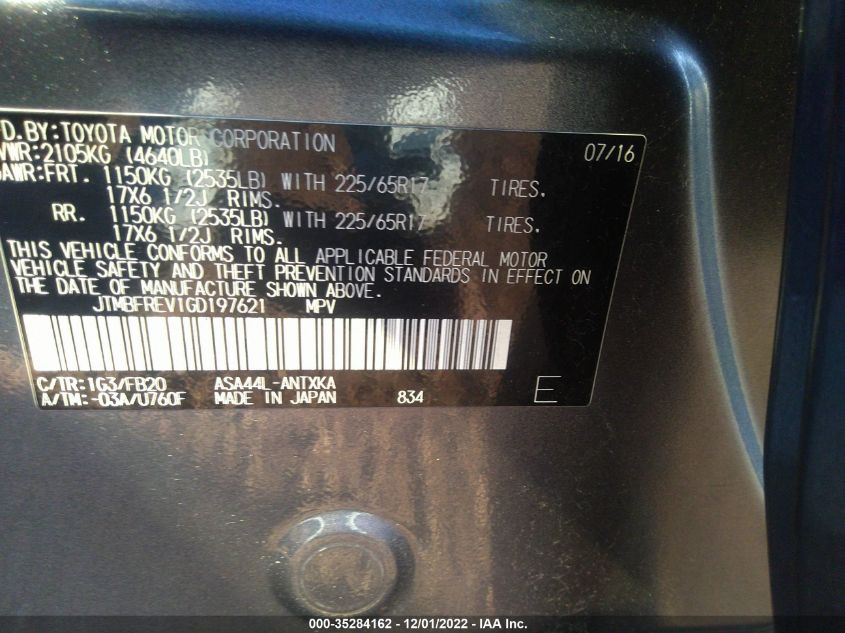 D. BY: TOYOTA MOTOR CORPORATION 07/16
VWR: 2105KG (4640LB)
AWR: FRT. 1150KG (2535LB) WITH 225/65R17 TIRES.
17X6 1/2J RIMS.
RR. 1150KG (2535LB) WITH 225/65R17 TIRES.
17X6 1/2J RIMS.
THIS VEHICLE CONFORMS TO ALL APPLICABLE FEDERAL MOTOR
VEHICLE SAFETY AND THEFT PREVENTION STANDARDS IN EFFECT ON
THE DATE OF MANUFACTURE SHOWN ABOVE.
JTMBFREV1GD197621 MPV
C/TR: 1G3/FB20 ASA44L-ANTXKA
A/TM: -03A/U760F MADE IN JAPAN 834 E
000-35284162 - 12/01/2022 - IAA Inc.